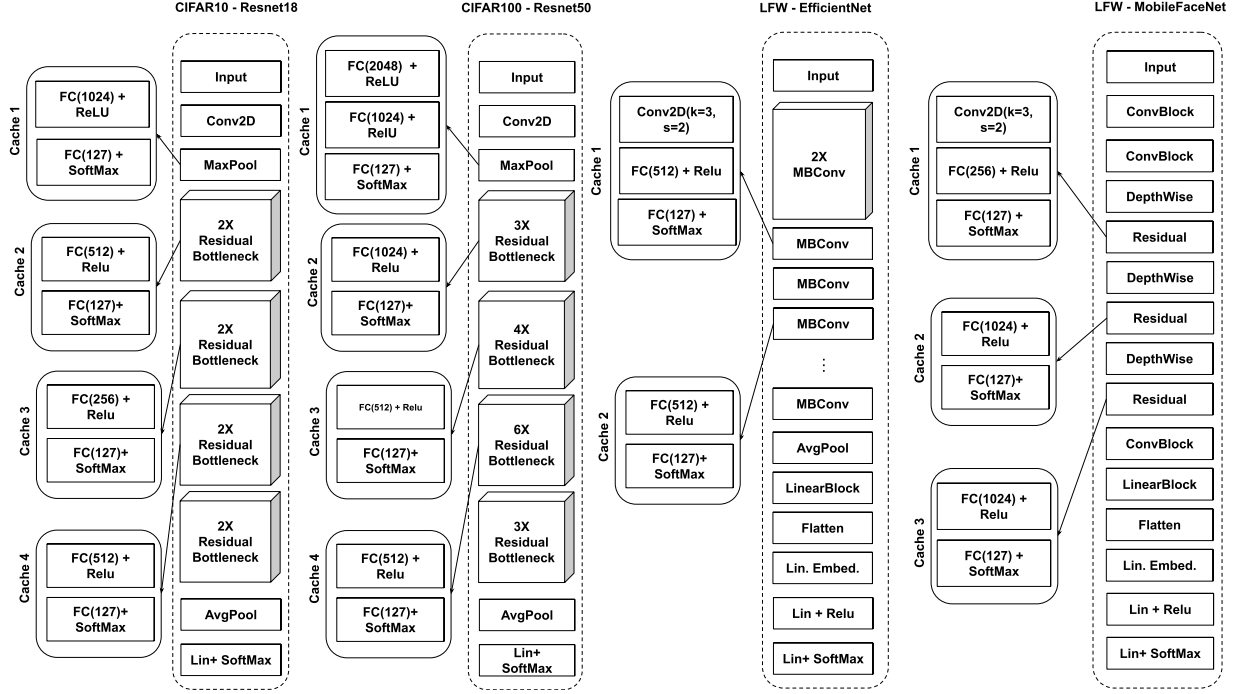 CIFAR10 - Resnet18
Cache 1
FC(1024) +
ReLU
FC(127) +
SoftMax
Cache 2
FC(512) +
Relu
FC(127)+
SoftMax
Cache 3
FC(256) +
Relu
FC(127)+
SoftMax
Cache 4
FC(512) +
Relu
FC(127)+
SoftMax
Input
Conv2D
MaxPool
2X
Residual
Bottleneck
2X
Residual
Bottleneck
2X
Residual
Bottleneck
2X
Residual
Bottleneck
AvgPool
Lin+ SoftMax
CIFAR100 - Resnet50
Cache 1
FC(2048) +
ReLU
FC(1024) +
RelU
FC(127) +
SoftMax
Cache 2
FC(1024) +
Relu
FC(127)+
SoftMax
Cache 3
FC(512) + Relu
FC(127)+
SoftMax
Cache 4
FC(512) +
Relu
FC(127)+
SoftMax
Input
Conv2D
MaxPool
3X
Residual
Bottleneck
4X
Residual
Bottleneck
6X
Residual
Bottleneck
3X
Residual
Bottleneck
AvgPool
Lin+
SoftMax
LFW - EfficientNet
Cache 1
Conv2D(k=3,
s=2)
FC(512) + Relu
FC(127) +
SoftMax
Cache 2
FC(512) +
Relu
FC(127)+
SoftMax
Input
2X
MBConv
MBConv
MBConv
MBConv
⋮
MBConv
AvgPool
LinearBlock
Flatten
Lin. Embed.
Lin + Relu
Lin+ SoftMax
LFW - MobileFaceNet
Cache 1
Conv2D(k=3,
s=2)
FC(256) + Relu
FC(127) +
SoftMax
Cache 2
FC(1024) +
Relu
FC(127)+
SoftMax
Cache 3
FC(1024) +
Relu
FC(127) +
SoftMax
Input
ConvBlock
ConvBlock
DepthWise
Residual
DepthWise
Residual
DepthWise
Residual
ConvBlock
LinearBlock
Flatten
Lin. Embed.
Lin + Relu
Lin+ SoftMax